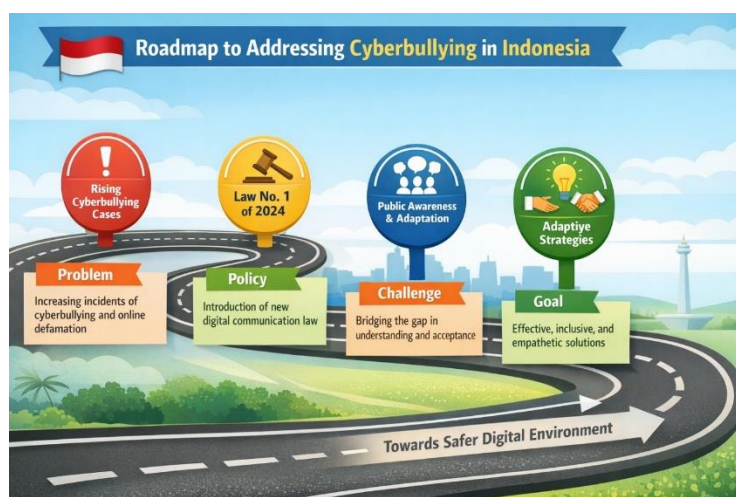 Roadmap to Addressing Cyberbullying in Indonesia
Rising
Cyberbullying
Cases
Problem
Increasing incidents of
cyberbullying and online
defamation
Law No. 1
of 2024
Policy
Introduction of new
digital communication law
Public Awareness
& Adaptation
Challenge
Bridging the gap in
understanding and acceptance
Adaptive
Strategies
Goal
Effective, inclusive, and
empathetic solutions
Towards Safer Digital Environment